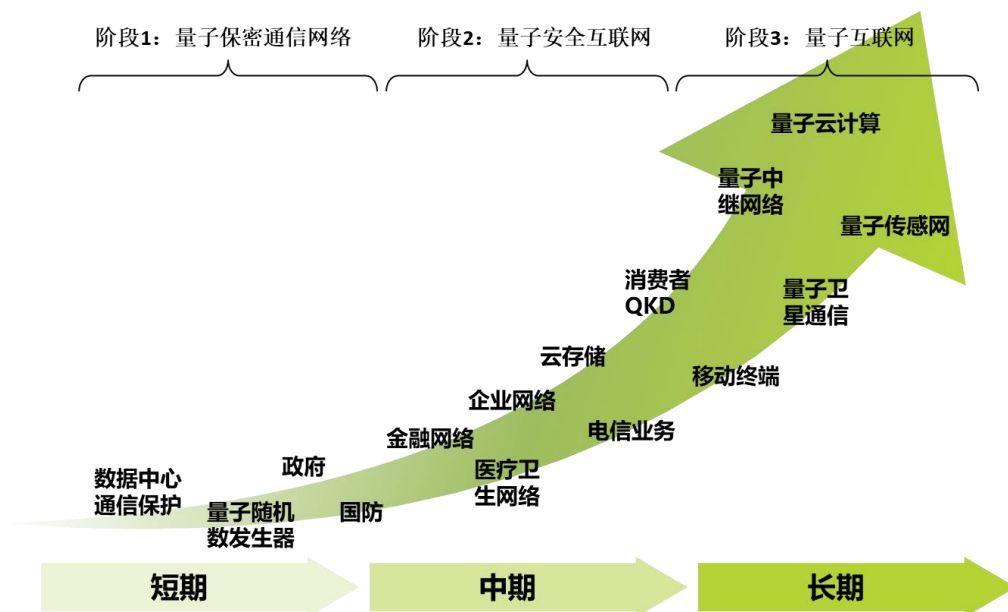 阶段1：量子保密通信网络
阶段2：量子安全互联网
阶段3：量子互联网
量子云计算
量子中
继网络
量子传感网
消费者
QKD
量子卫
星通信
云存储
移动终端
企业网络
电信业务
金融网络
医疗卫
生网络
政府
数据中心
通信保护
量子随机
数发生器
国防
短期
中期
长期